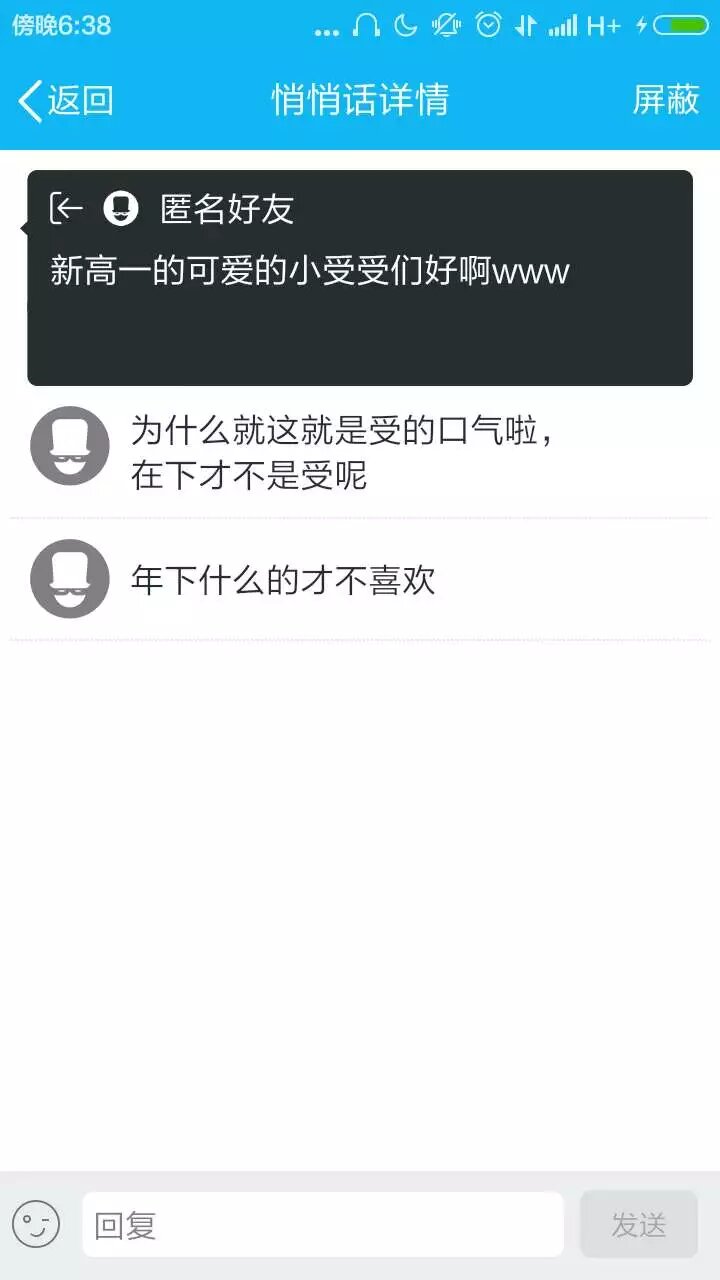 傍晚6:38
H+
返回
悄悄话详情
屏蔽
匿名好友
新高一的可爱的小受受们好啊www
为什么就这就是受的口气啦，
在下才不是受呢
年下什么的才不喜欢
回复
发送